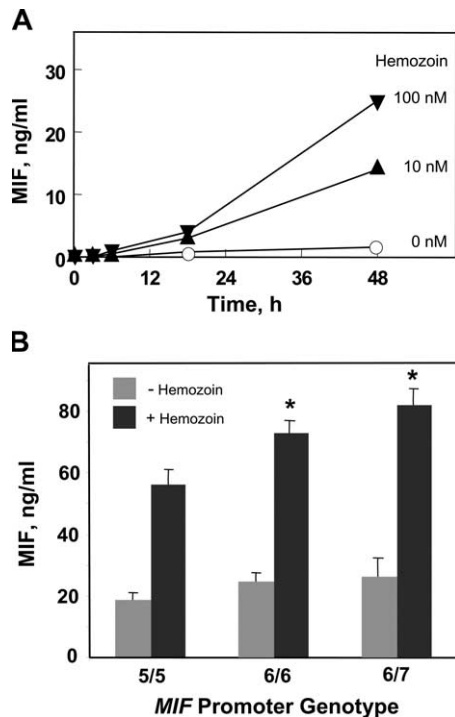 A
Hemozoin
30
100 nM
20
MIF, ng/ml
10 nM
10
0 nM
0
0 12 24 36 48
Time, h
B
- Hemozoin
+ Hemozoin
*
*
80
60
MIF, ng/ml
40
20
0
5/5 6/6 6/7
MIF Promoter Genotype